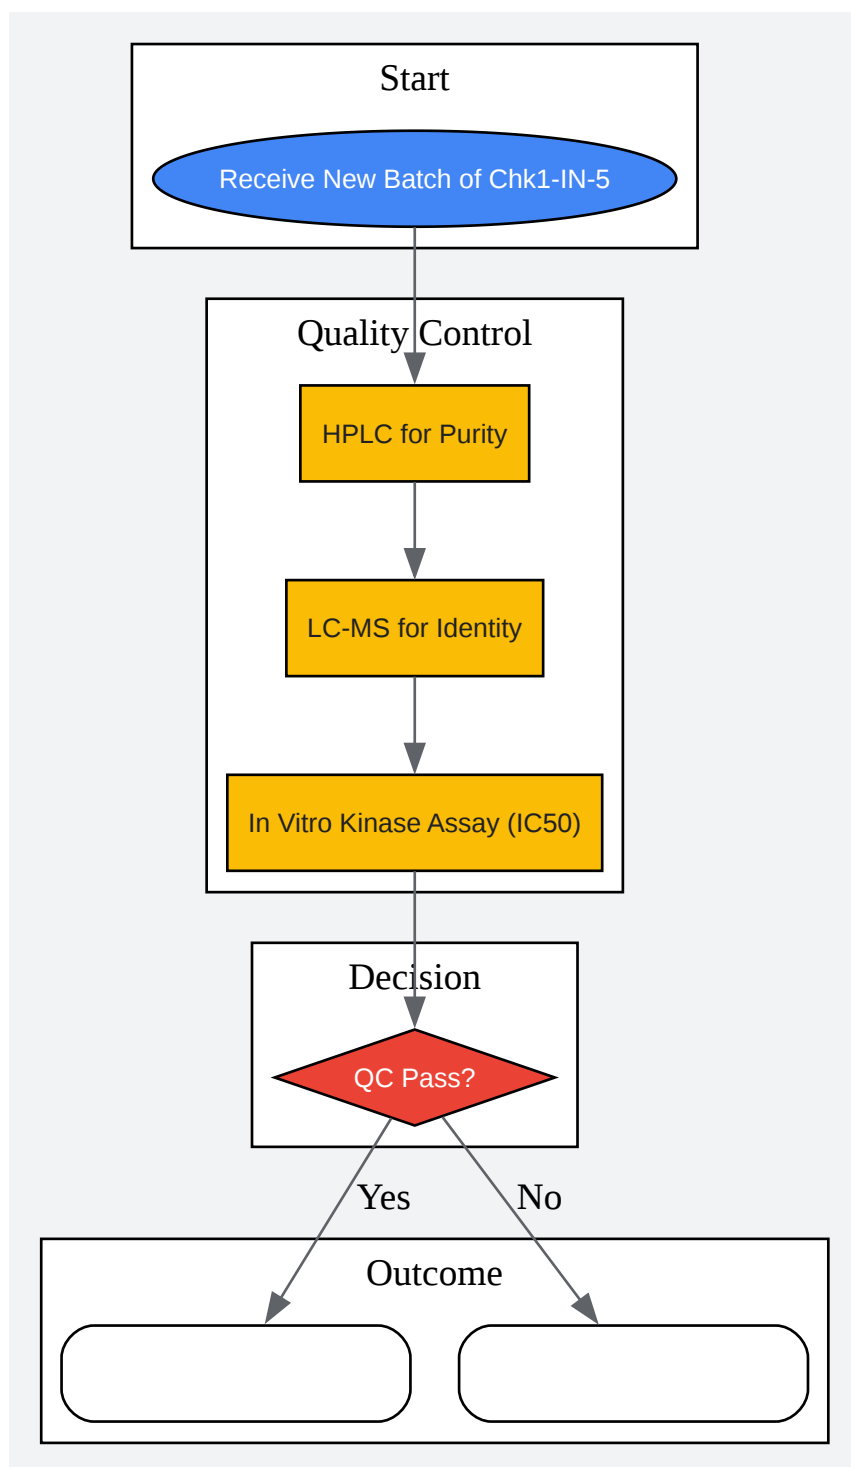 Start
Receive New Batch of Chk1-IN-5
Quality Control
HPLC for Purity
LC-MS for Identity
In Vitro Kinase Assay (IC50)
Decision
QC Pass?
Yes
No
Outcome